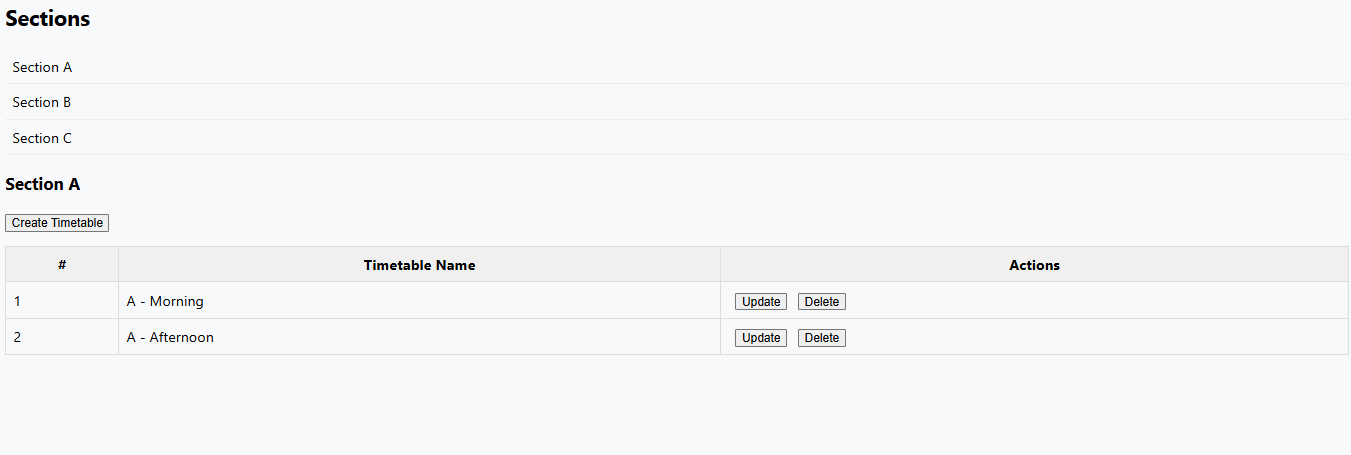 Sections
Section A
Section B
Section C
Section A
Create Timetable
# Timetable Name Actions
1 A - Morning Update Delete
2 A - Afternoon Update Delete